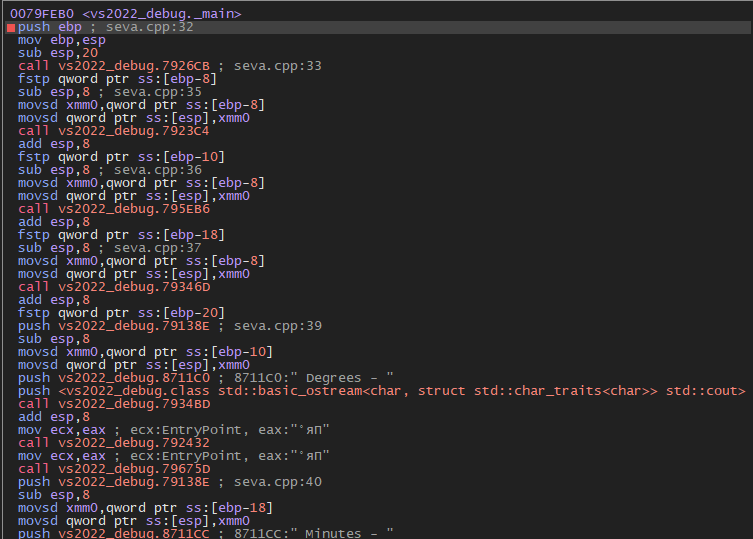 0079FEB0 <vs2022_debug._main>
push ebp ; seva.cpp:32
mov ebp,esp
sub esp,20
call vs2022_debug.7926CB ; seva.cpp:33
fstp qword ptr ss:[ebp-8]
sub esp,8 ; seva.cpp:35
movsd xmm0,qword ptr ss:[ebp-8]
movsd qword ptr ss:[esp],xmm0
call vs2022_debug.7923C4
add esp,8
fstp qword ptr ss:[ebp-10]
sub esp,8 ; seva.cpp:36
movsd xmm0,qword ptr ss:[ebp-8]
movsd qword ptr ss:[esp],xmm0
call vs2022_debug.795EB6
add esp,8
fstp qword ptr ss:[ebp-18]
sub esp,8 ; seva.cpp:37
movsd xmm0,qword ptr ss:[ebp-8]
movsd qword ptr ss:[esp],xmm0
call vs2022_debug.79346D
add esp,8
fstp qword ptr ss:[ebp-20]
push vs2022_debug.79138E ; seva.cpp:39
sub esp,8
movsd xmm0,qword ptr ss:[ebp-10]
movsd qword ptr ss:[esp],xmm0
push vs2022_debug.8711C0 ; 8711C0:" Degrees - "
push <vs2022_debug.class std::basic_ostream<char, struct std::char_traits<char>> std::cout>
call vs2022_debug.7934BD
add esp,8
mov ecx,eax ; ecx:EntryPoint, eax:"°яП"
call vs2022_debug.792432
mov ecx,eax ; ecx:EntryPoint, eax:"°яП"
call vs2022_debug.79675D
push vs2022_debug.79138E ; seva.cpp:40
sub esp,8
movsd xmm0,qword ptr ss:[ebp-18]
movsd qword ptr ss:[esp],xmm0
push vs2022_debug.8711CC ; 8711CC:" Minutes - "